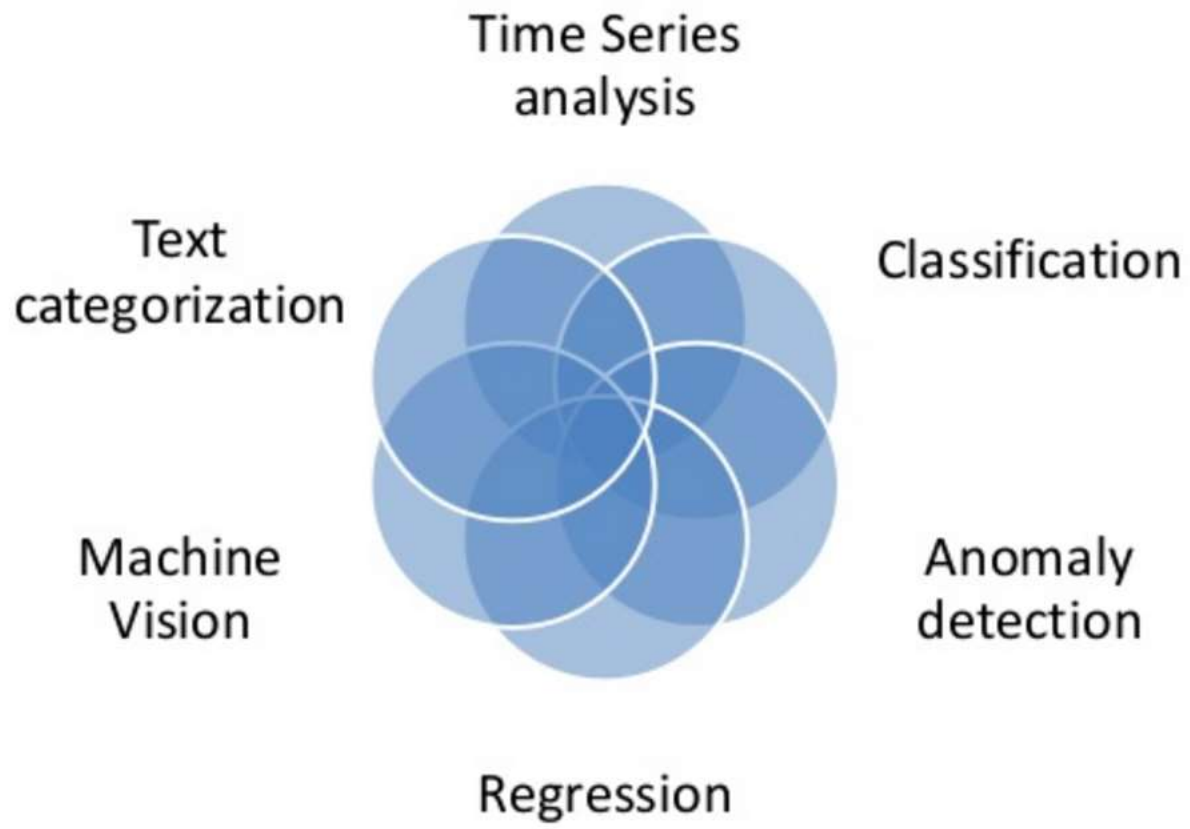 Time Series
analysis
Text
categorization
Classification
Machine
Vision
Anomaly
detection
Regression